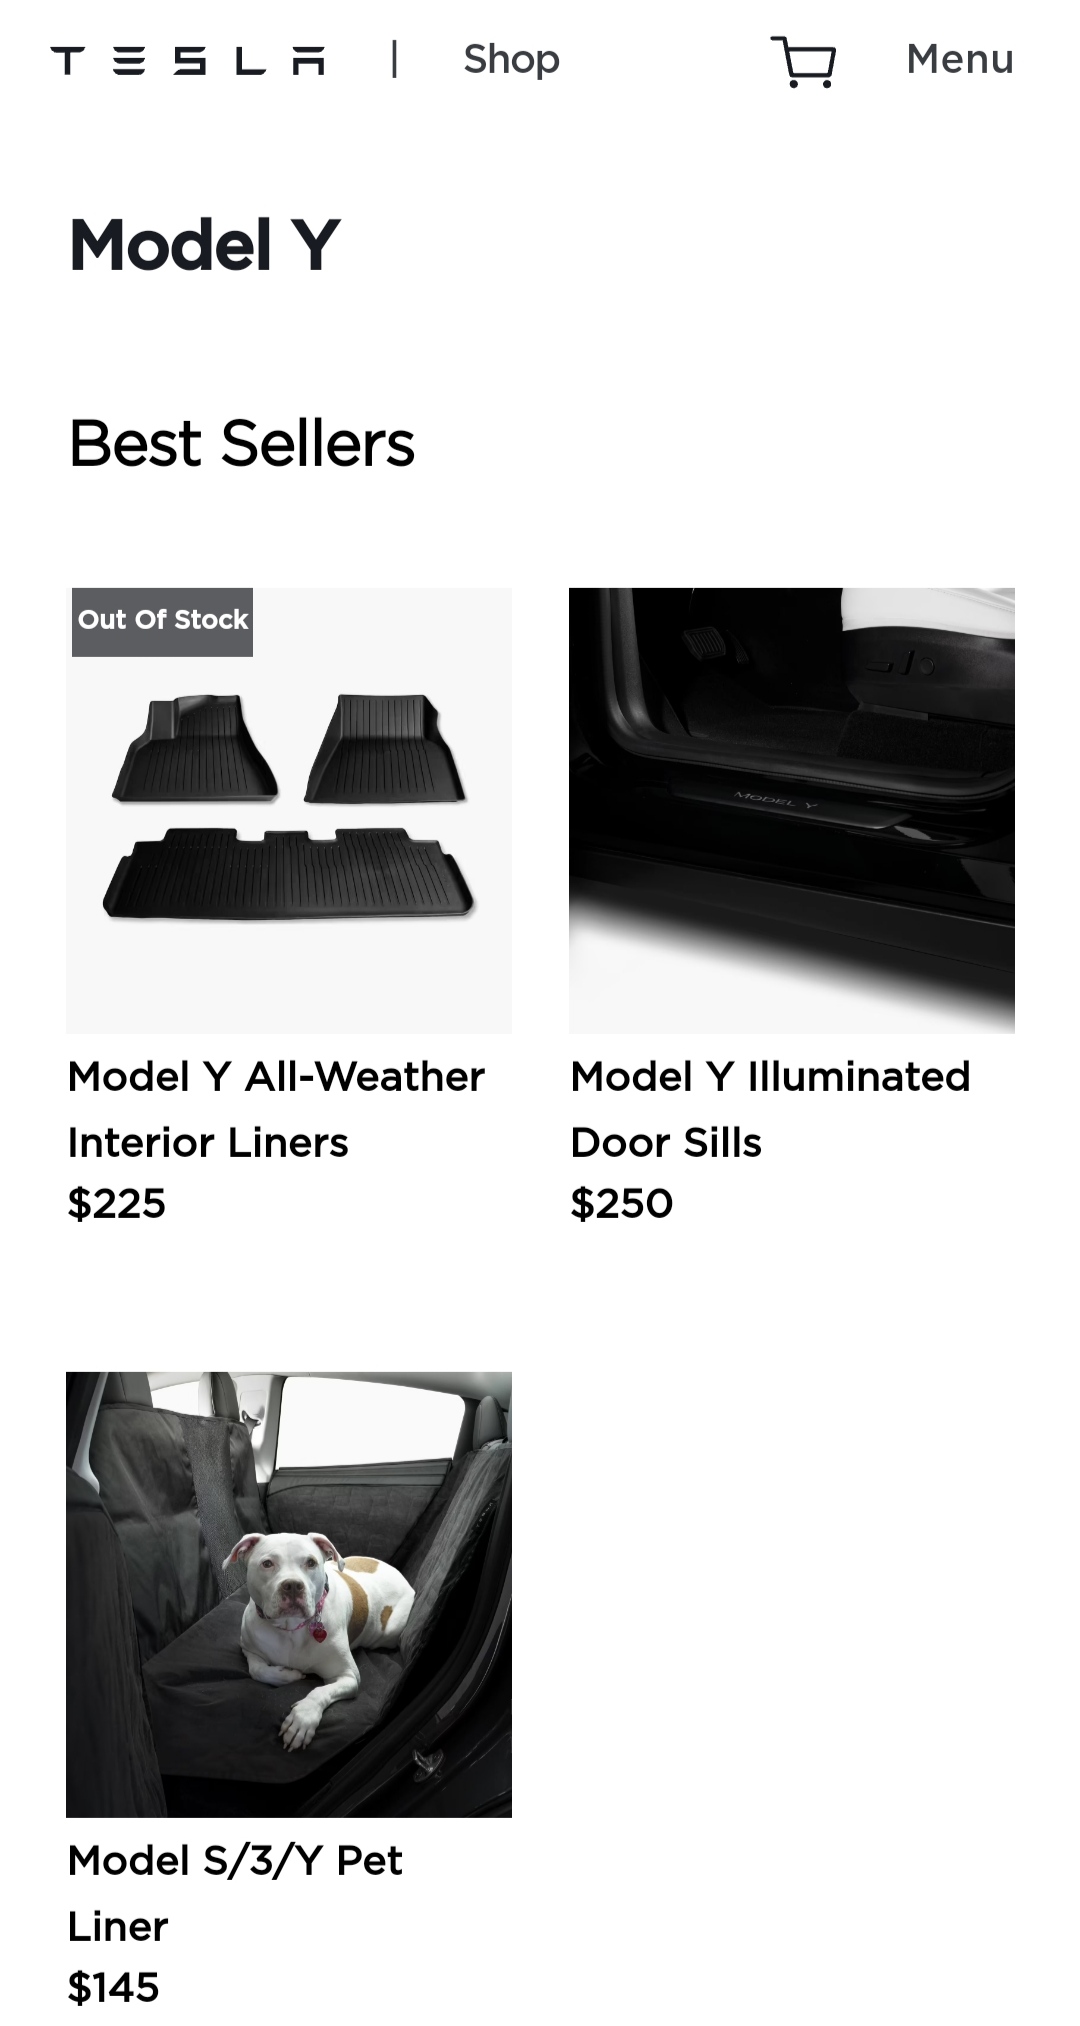 TESLA | Shop Menu
Model Y
Best Sellers
Out Of Stock
MODEL Y
Model Y All-Weather
Interior Liners
$225
Model Y Illuminated
Door Sills
$250
Model S/3/Y Pet
Liner
$145